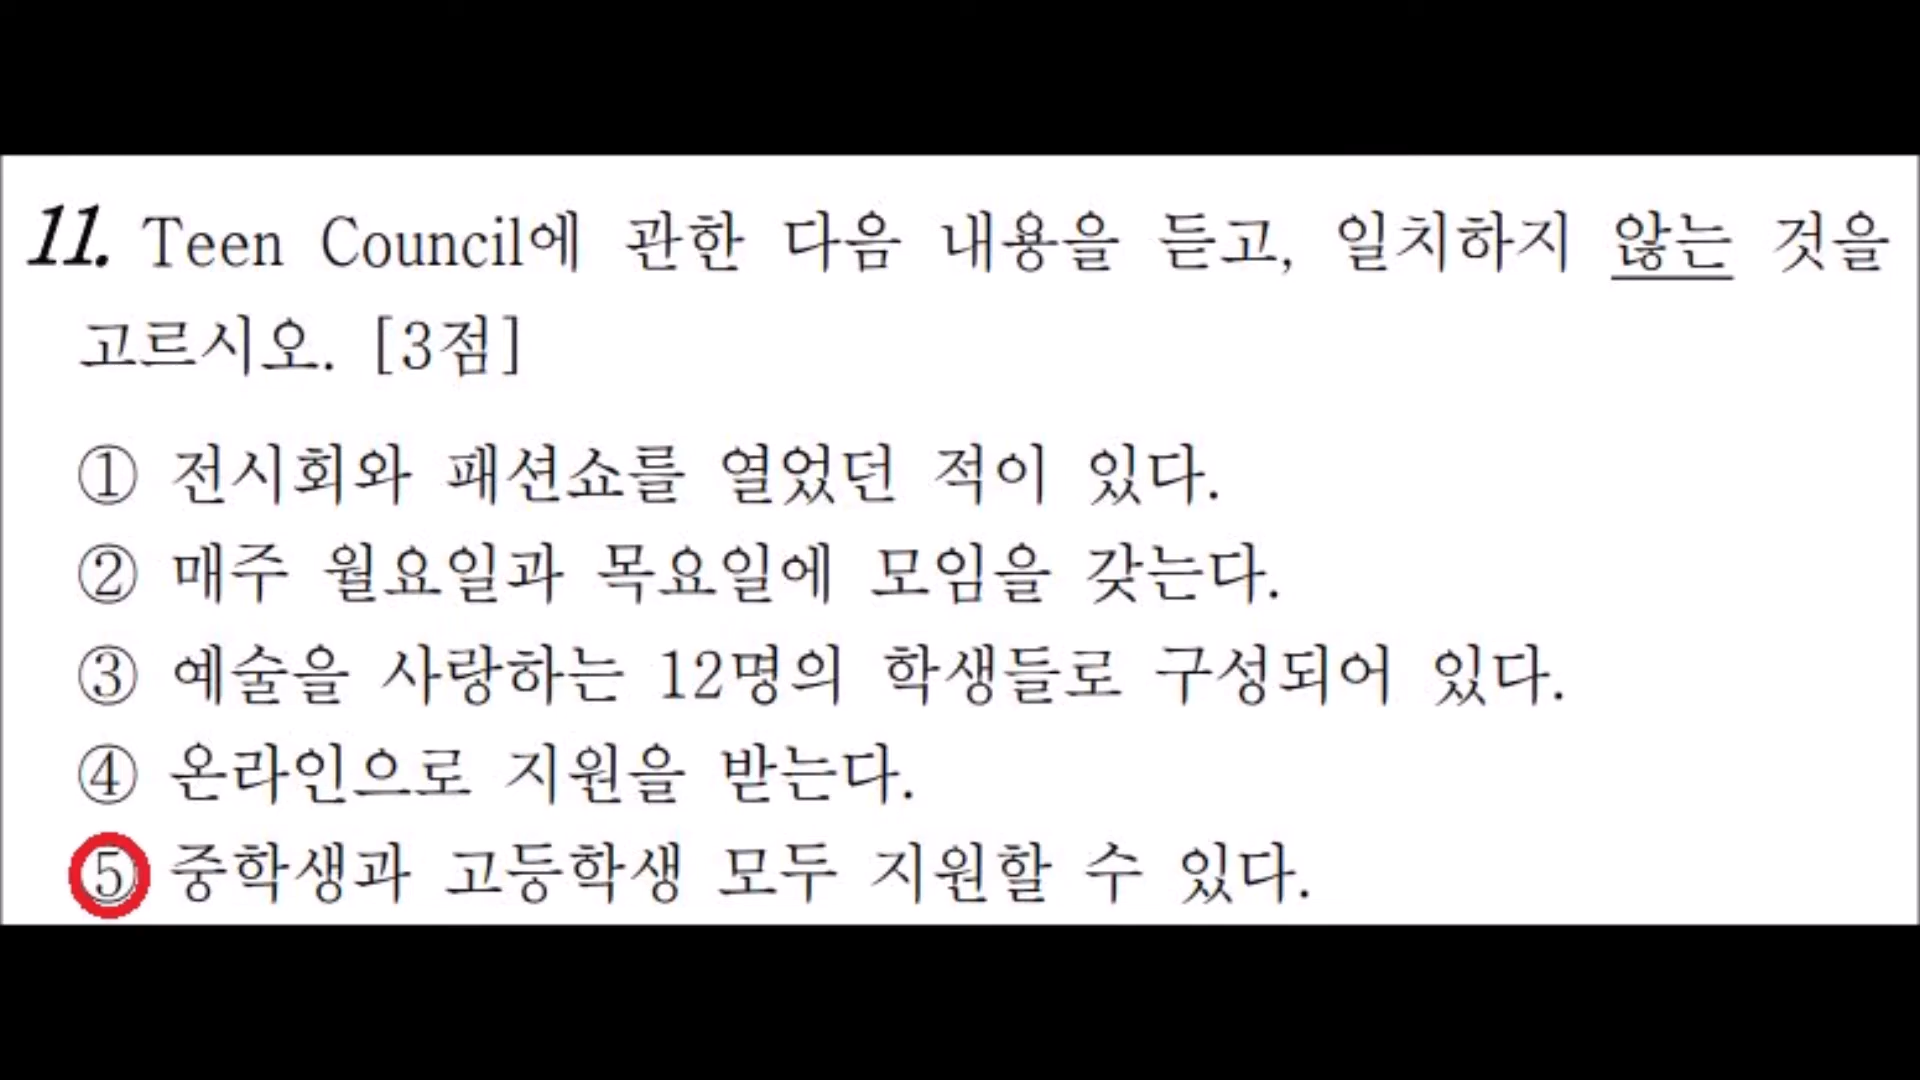 11. Teen Council에 관한 다음 내용을 듣고, 일치하지 않는 것을
고르시오. [3점]
① 전시회와 패션쇼를 열었던 적이 있다.
② 매주 월요일과 목요일에 모임을 갖는다.
③ 예술을 사랑하는 12명의 학생들로 구성되어 있다.
④ 온라인으로 지원을 받는다.
⑤ 중학생과 고등학생 모두 지원할 수 있다.